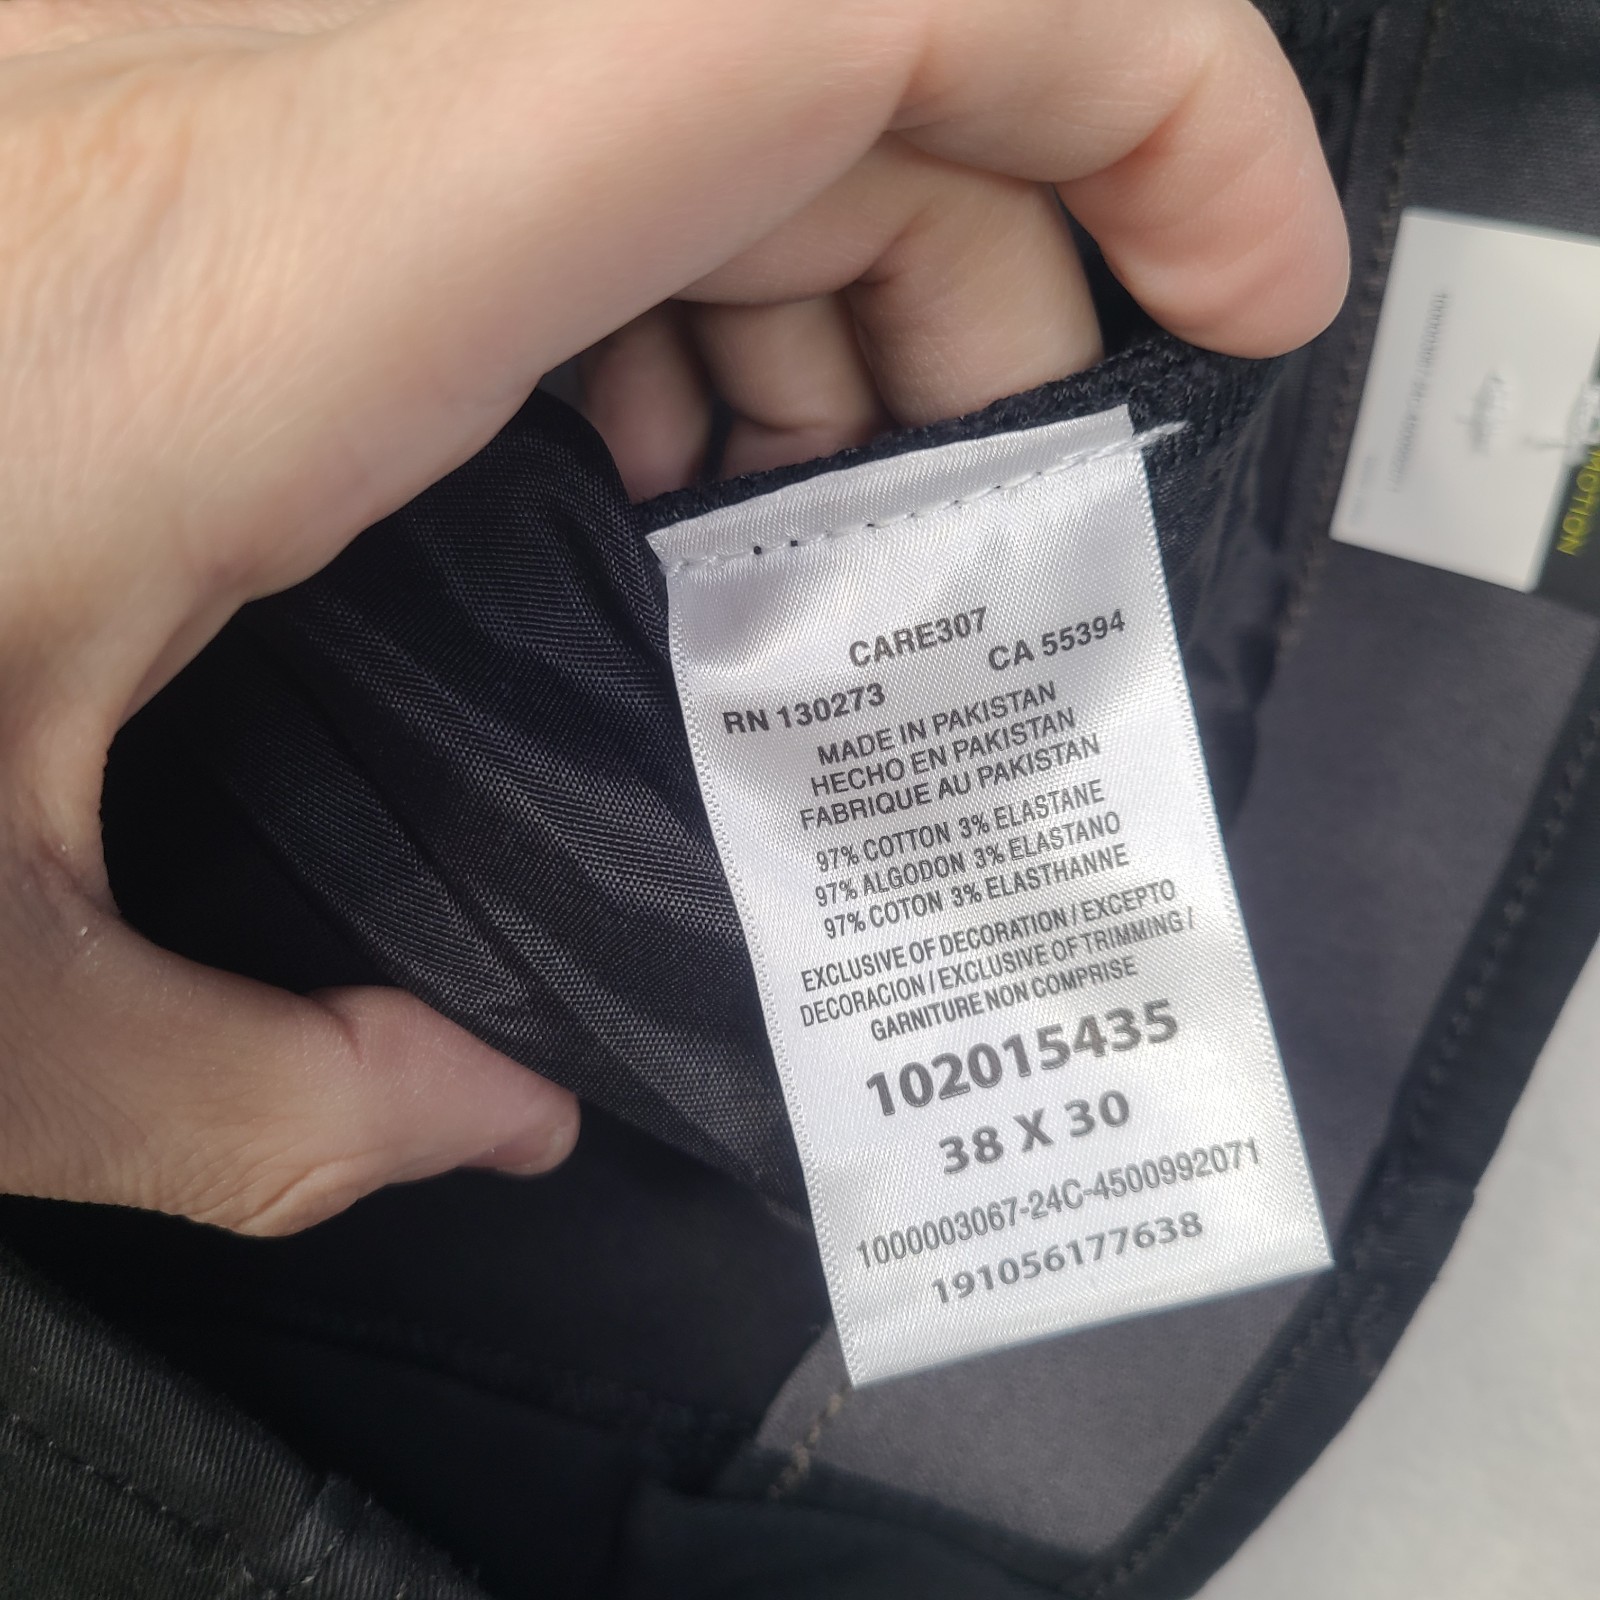 CARE307
RN 130273 CA 55394
MADE IN PAKISTAN
HECHO EN PAKISTAN
FABRIQUE AU PAKISTAN
97% COTTON 3% ELASTANE
97% ALGODON 3% ELASTANO
97% COTON 3% ELASTHANNE
EXCLUSIVE OF DECORATION / EXCEPTO
DECORACION / EXCLUSIVE OF TRIMMING /
GARNITURE NON COMPRISE
102015435
38 X 30
1000003067-24C-4500992071
191056177638
MOTION